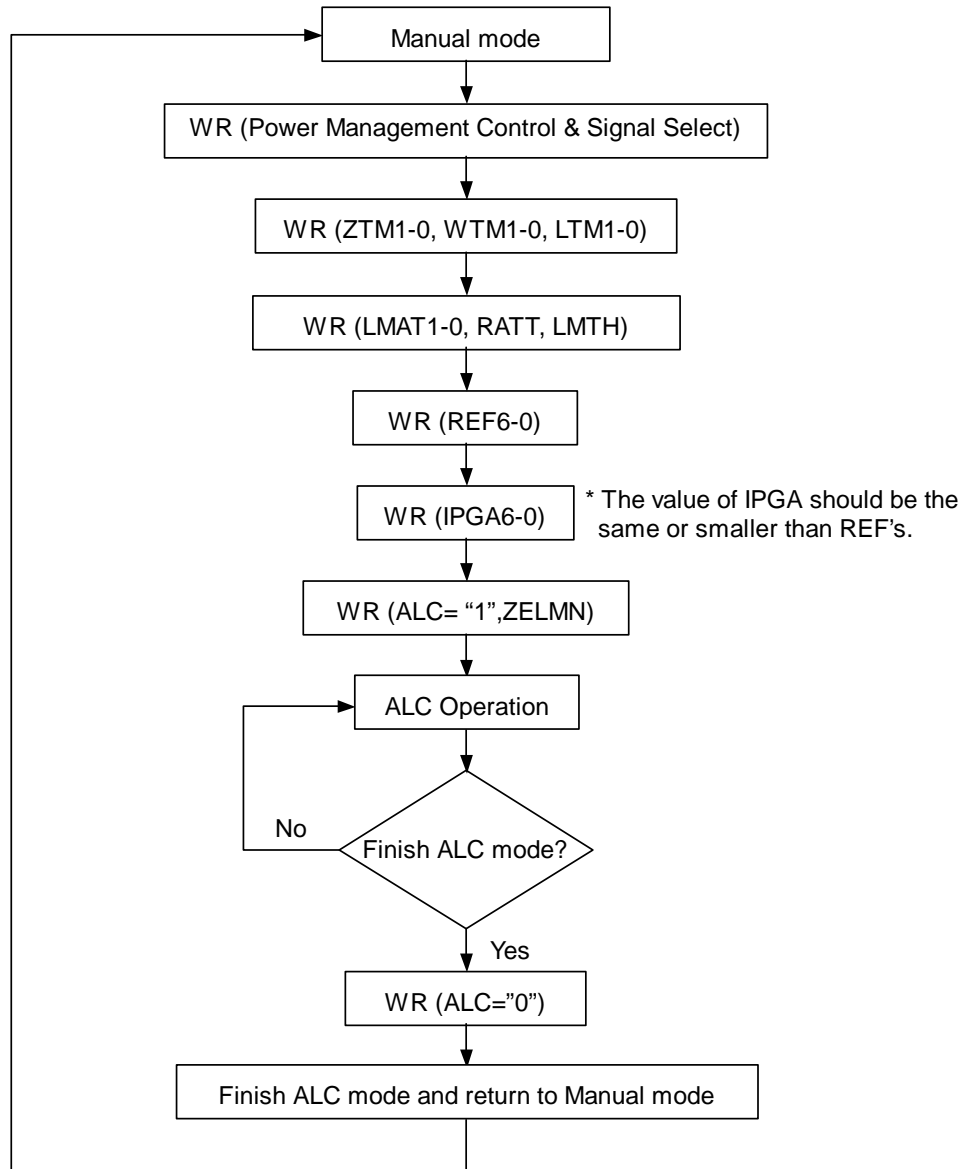 Manual mode
WR (Power Management Control & Signal Select)
WR (ZTM1-0, WTM1-0, LTM1-0)
WR (LMAT1-0, RATT, LMTH)
WR (REF6-0)
WR (IPGA6-0)
* The value of IPGA should be the
same or smaller than REF's.
WR (ALC= “1”,ZELMN)
ALC Operation
No
Finish ALC mode?
Yes
WR (ALC=”0”)
Finish ALC mode and return to Manual mode